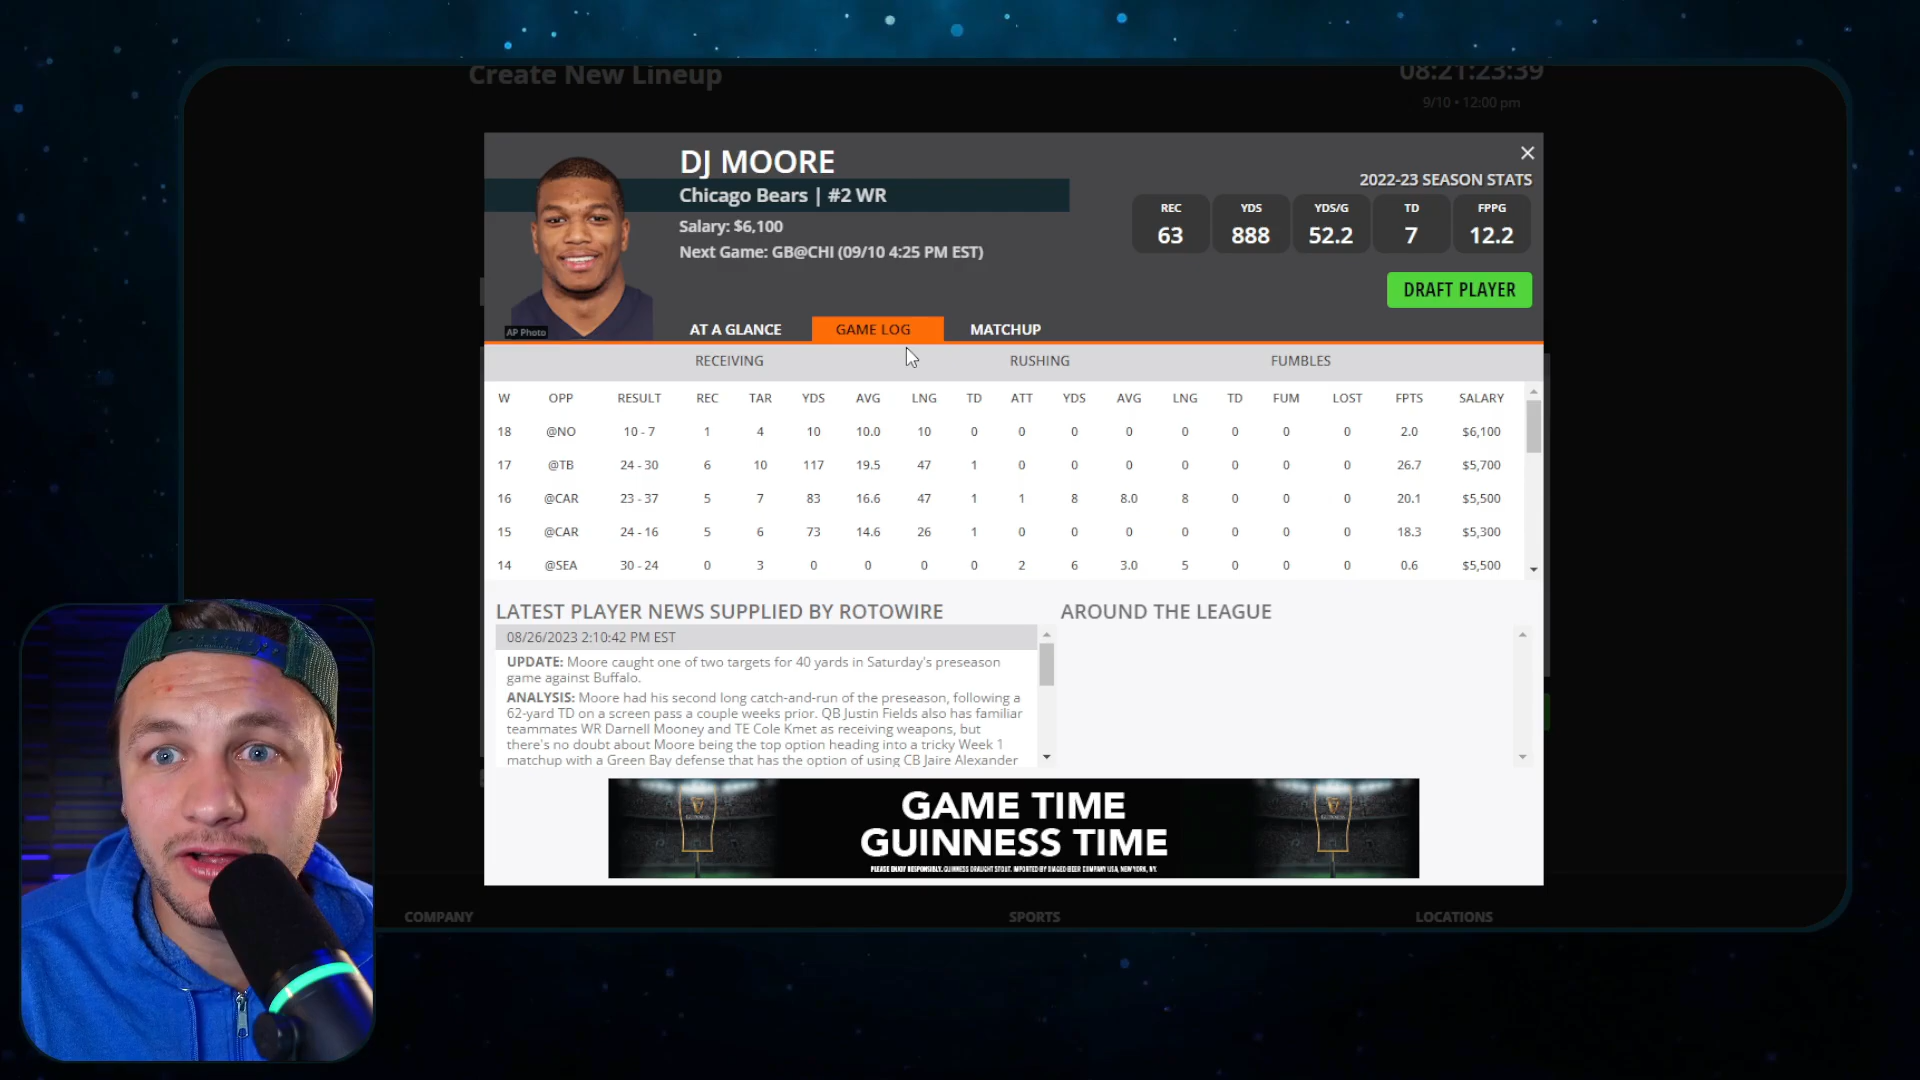 Create New Lineup
08:21:23:39
9/10 • 12:00 pm
DJ MOORE
Chicago Bears | #2 WR
Salary: $6,100
Next Game: GB@CHI (09/10 4:25 PM EST)
AP Photo
2022-23 SEASON STATS
REC YDS YDS/G TD FPPG
63 888 52.2 7 12.2
DRAFT PLAYER
AT A GLANCE GAME LOG MATCHUP
RECEIVING RUSHING FUMBLES
W OPP RESULT REC TAR YDS AVG LNG TD ATT YDS AVG LNG TD FUM LOST FPTS SALARY
18 @NO 10 - 7 1 4 10 10.0 10 0 0 0 0 0 0 0 0 2.0 $6,100
17 @TB 24 - 30 6 10 117 19.5 47 1 0 0 0 0 0 0 0 26.7 $5,700
16 @CAR 23 - 37 5 7 83 16.6 47 1 1 8 8.0 8 0 0 0 20.1 $5,500
15 @CAR 24 - 16 5 6 73 14.6 26 1 0 0 0 0 0 0 0 18.3 $5,300
14 @SEA 30 - 24 0 3 0 0 0 0 2 6 3.0 5 0 0 0 0.6 $5,500
LATEST PLAYER NEWS SUPPLIED BY ROTOWIRE
08/26/2023 2:10:42 PM EST
UPDATE: Moore caught one of two targets for 40 yards in Saturday's preseason
game against Buffalo.
ANALYSIS: Moore had his second long catch-and-run of the preseason, following a
62-yard TD on a screen pass a couple weeks prior. QB Justin Fields also has familiar
teammates WR Darnell Mooney and TE Cole Kmet as receiving weapons, but
there's no doubt about Moore being the top option heading into a tricky Week 1
matchup with a Green Bay defense that has the option of using CB Jaire Alexander
AROUND THE LEAGUE
GAME TIME
GUINNESS TIME
PLEASE ENJOY RESPONSIBLY. GUINNESS DRAUGHT STOUT. IMPORTED BY DIAGEO BEER COMPANY USA, NEW YORK, NY.
COMPANY SPORTS LOCATIONS